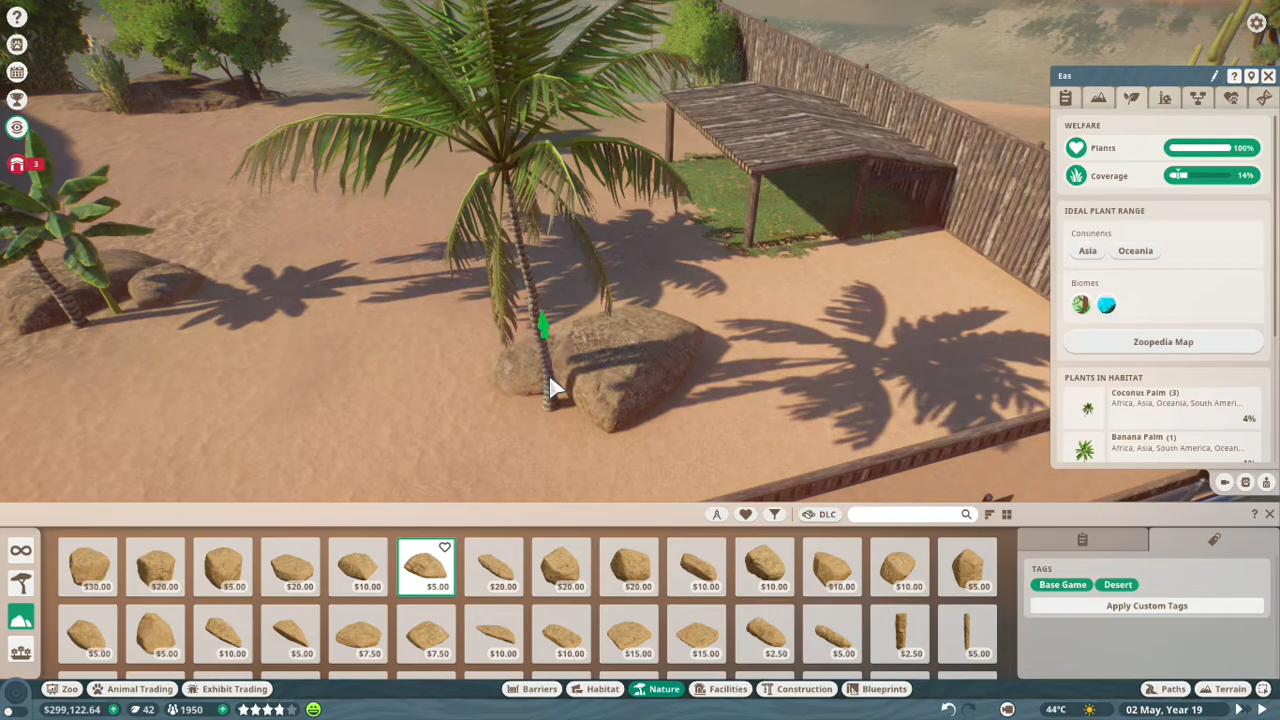 ?
3
Eas
?
WELFARE
Plants
100%
Coverage
14%
IDEAL PLANT RANGE
Continents
Asia
Oceania
Biomes
Zoopedia Map
PLANTS IN HABITAT
Coconut Palm (3)
Africa, Asia, Oceania, South Ameri...
4%
Banana Palm (1)
Africa, Asia, South America, Ocean...
DLC
?
$30.00 $20.00 $5.00 $20.00 $10.00 $5.00 $20.00 $20.00 $20.00 $10.00 $10.00 $10.00 $10.00 $5.00
$5.00 $5.00 $10.00 $5.00 $7.50 $7.50 $10.00 $10.00 $15.00 $15.00 $2.50 $5.00 $2.50 $5.00
TAGS
Base Game
Desert
Apply Custom Tags
Zoo
Animal Trading
Exhibit Trading
Barriers
Habitat
Nature
Facilities
Construction
Blueprints
Paths
Terrain
$299,122.64
42
1950
44°C
02 May, Year 19